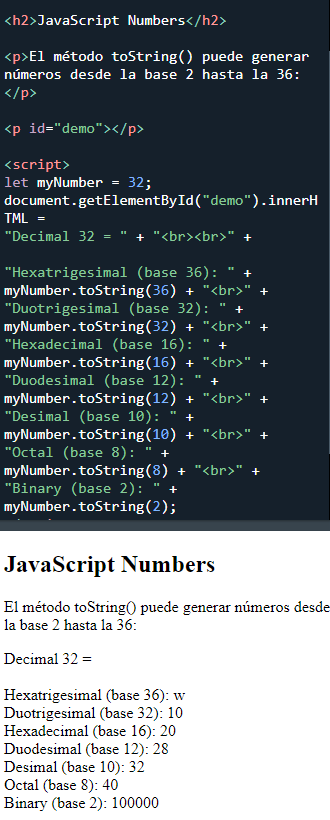 <h2>JavaScript Numbers</h2>
<p>El método toString() puede generar
números desde la base 2 hasta la 36:
</p>
<p id="demo"></p>
<script>
let myNumber = 32;
document.getElementById("demo").innerH
TML =
"Decimal 32 = " + "<br><br>" +
"Hexatrigesimal (base 36): " +
myNumber.toString(36) + "<br>" +
"Duotrigesimal (base 32): " +
myNumber.toString(32) + "<br>" +
"Hexadecimal (base 16): " +
myNumber.toString(16) + "<br>" +
"Duodesimal (base 12): " +
myNumber.toString(12) + "<br>" +
"Desimal (base 10): " +
myNumber.toString(10) + "<br>" +
"Octal (base 8): " +
myNumber.toString(8) + "<br>" +
"Binary (base 2): " +
myNumber.toString(2);
JavaScript Numbers
El método toString() puede generar números desde
la base 2 hasta la 36:
Decimal 32 =
Hexatrigesimal (base 36): w
Duotrigesimal (base 32): 10
Hexadecimal (base 16): 20
Duodesimal (base 12): 28
Desimal (base 10): 32
Octal (base 8): 40
Binary (base 2): 100000